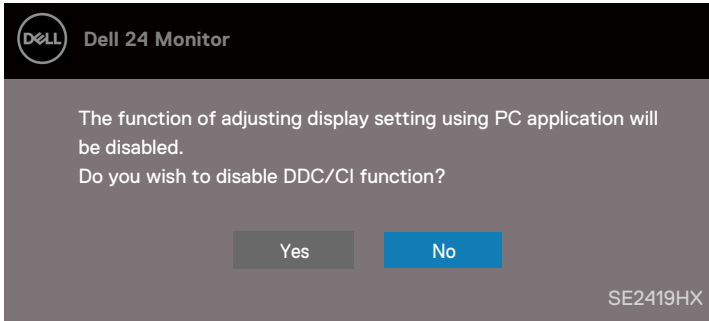 DELL
Dell 24 Monitor
The function of adjusting display setting using PC application will
be disabled.
Do you wish to disable DDC/CI function?
Yes
No
SE2419HX